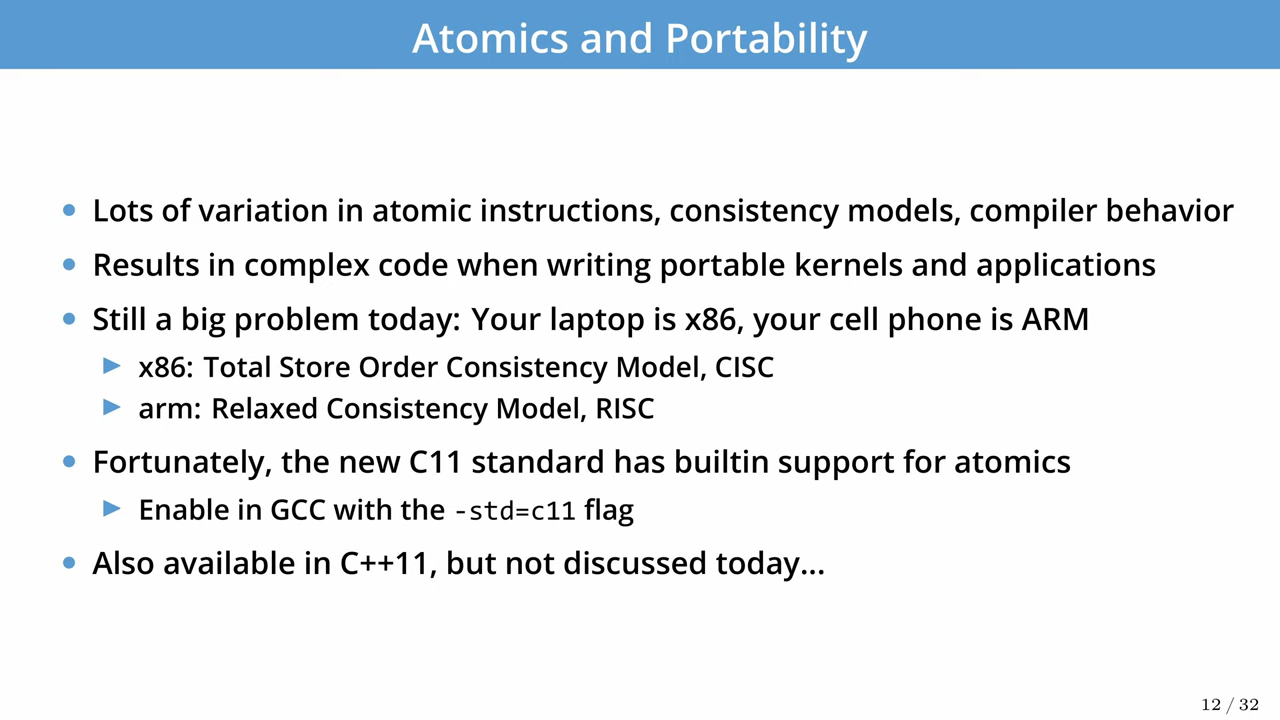 Atomics and Portability
• Lots of variation in atomic instructions, consistency models, compiler behavior
• Results in complex code when writing portable kernels and applications
• Still a big problem today: Your laptop is x86, your cell phone is ARM
▶ x86: Total Store Order Consistency Model, CISC
▶ arm: Relaxed Consistency Model, RISC
• Fortunately, the new C11 standard has builtin support for atomics
▶ Enable in GCC with the -std=c11 flag
• Also available in C++11, but not discussed today...
12 / 32